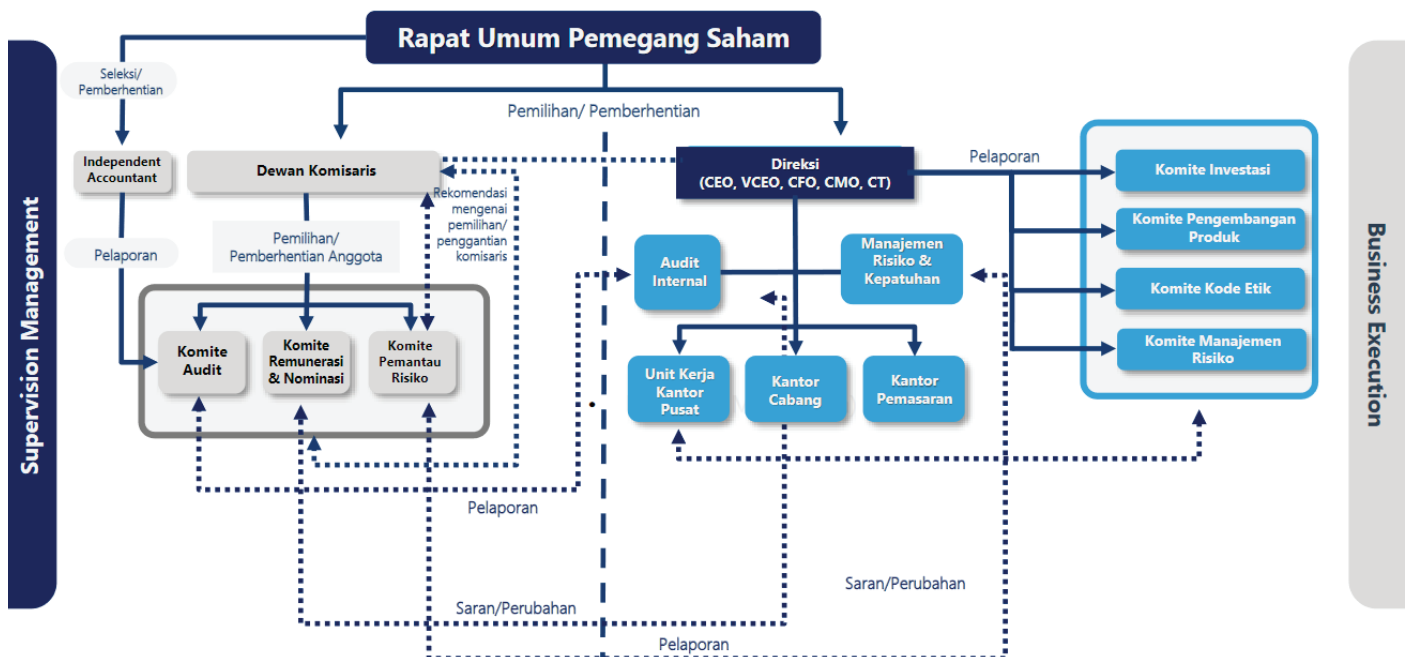 Rapat Umum Pemegang Saham
Supervision Management
Business Execution
Seleksi/
Pemberhentian
Pemilihan/ Pemberhentian
Independent
Accountant
Dewan Komisaris
Direksi
(CEO, VCEO, CFO, CMO, CT)
Pelaporan
Komite Investasi
Komite Pengembangan
Produk
Komite Kode Etik
Komite Manajemen
Risiko
Rekomendasi
mengenai
pemilihan/
penggantian
komisaris
Pelaporan
Pemilihan/
Pemberhentian Anggota
Audit
Internal
Manajemen
Risiko &
Kepatuhan
Komite
Audit
Komite
Remunerasi
& Nominasi
Komite
Pemantau
Risiko
Unit Kerja
Kantor
Pusat
Kantor
Cabang
Kantor
Pemasaran
Pelaporan
Saran/Perubahan
Saran/Perubahan
Pelaporan